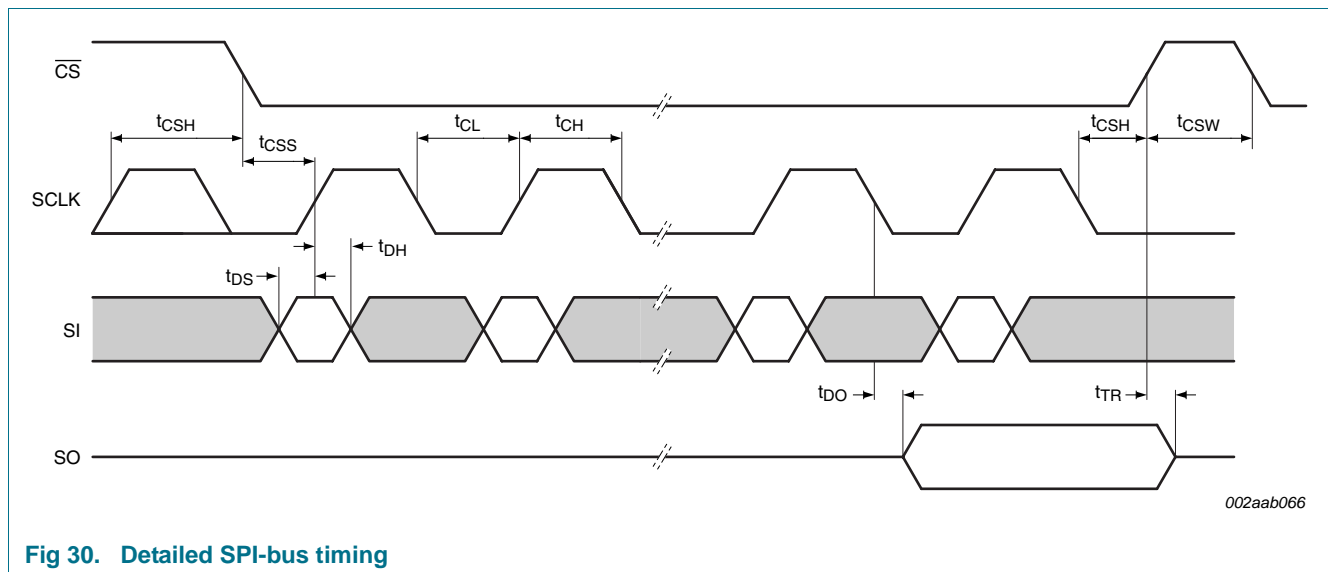 CS
tCSH
tCSS
tCL
tCH
tCSH
tCSW
SCLK
tDH
tDS
SI
tDO
tTR
SO
002aab066
Fig 30. Detailed SPI-bus timing